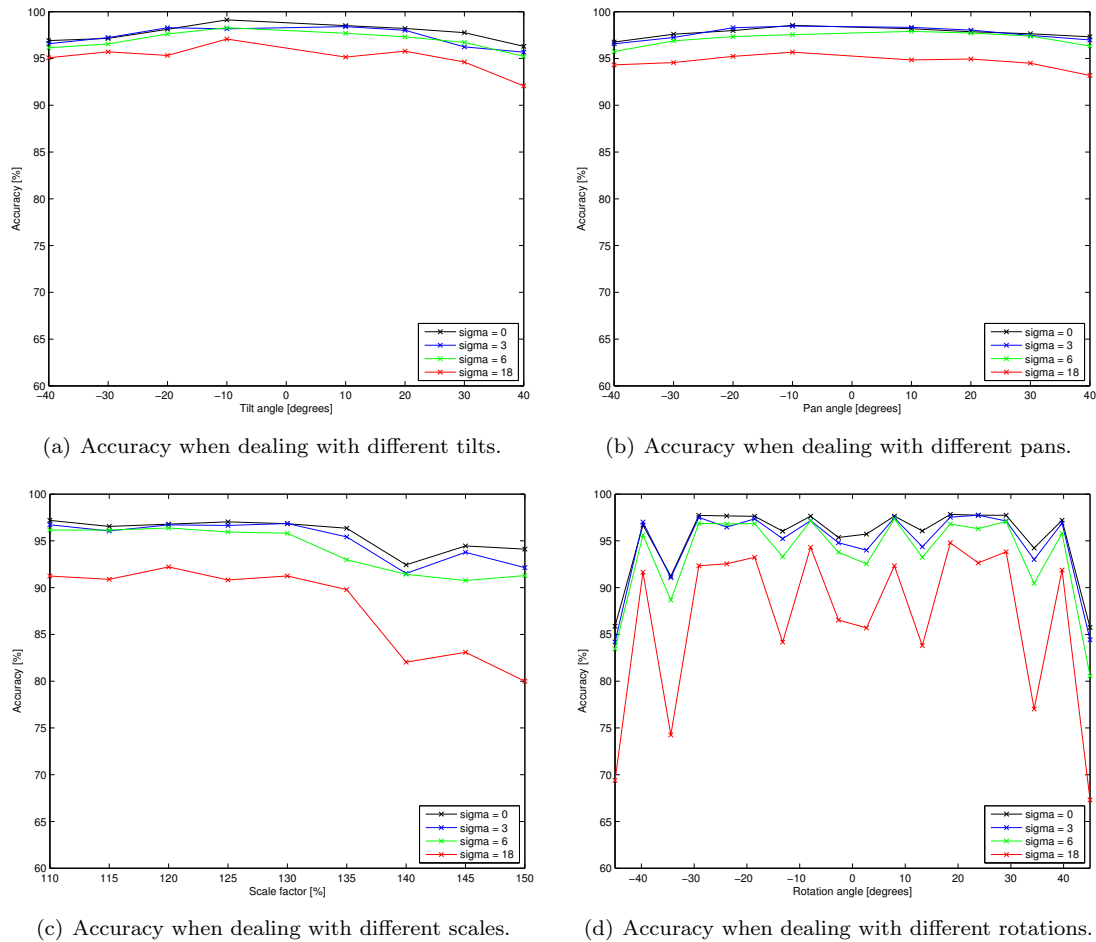 100
95
90
85
80
75
70
65
60
Accuracy [%]
−40 −30 −20 −10 0 10 20 30 40
Tilt angle [degrees]
sigma = 0
sigma = 3
sigma = 6
sigma = 18
(a) Accuracy when dealing with different tilts.
100
95
90
85
80
75
70
65
60
Accuracy [%]
−40 −30 −20 −10 0 10 20 30 40
Pan angle [degrees]
sigma = 0
sigma = 3
sigma = 6
sigma = 18
(b) Accuracy when dealing with different pans.
100
95
90
85
80
75
70
65
60
Accuracy [%]
110 115 120 125 130 135 140 145 150
Scale factor [%]
sigma = 0
sigma = 3
sigma = 6
sigma = 18
(c) Accuracy when dealing with different scales.
100
95
90
85
80
75
70
65
60
Accuracy [%]
−40 −30 −20 −10 0 10 20 30 40
Rotation angle [degrees]
sigma = 0
sigma = 3
sigma = 6
sigma = 18
(d) Accuracy when dealing with different rotations.